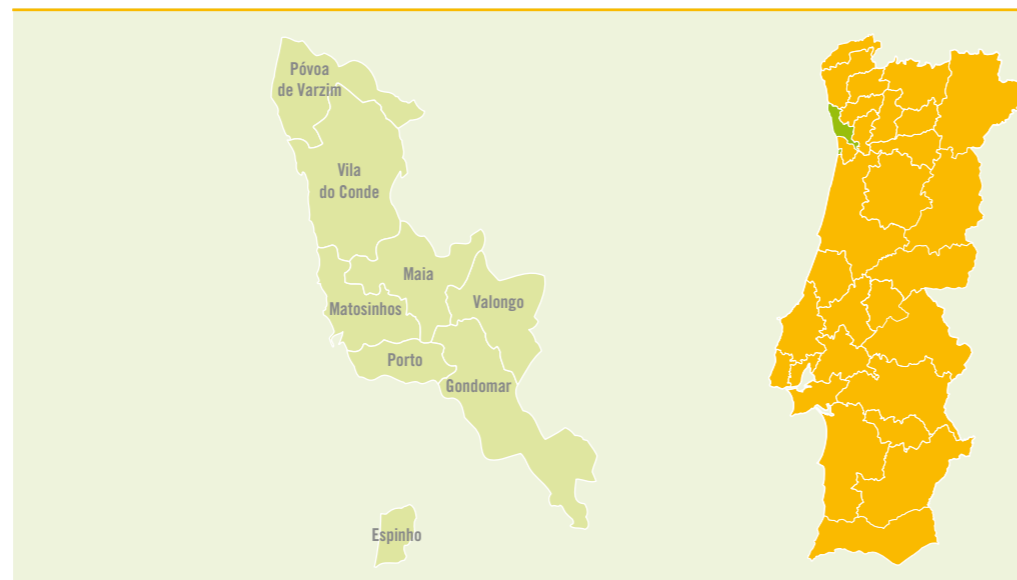 Póvoa
de Varzim
Vila
do Conde
Maia
Valongo
Matosinhos
Porto
Gondomar
Espinho